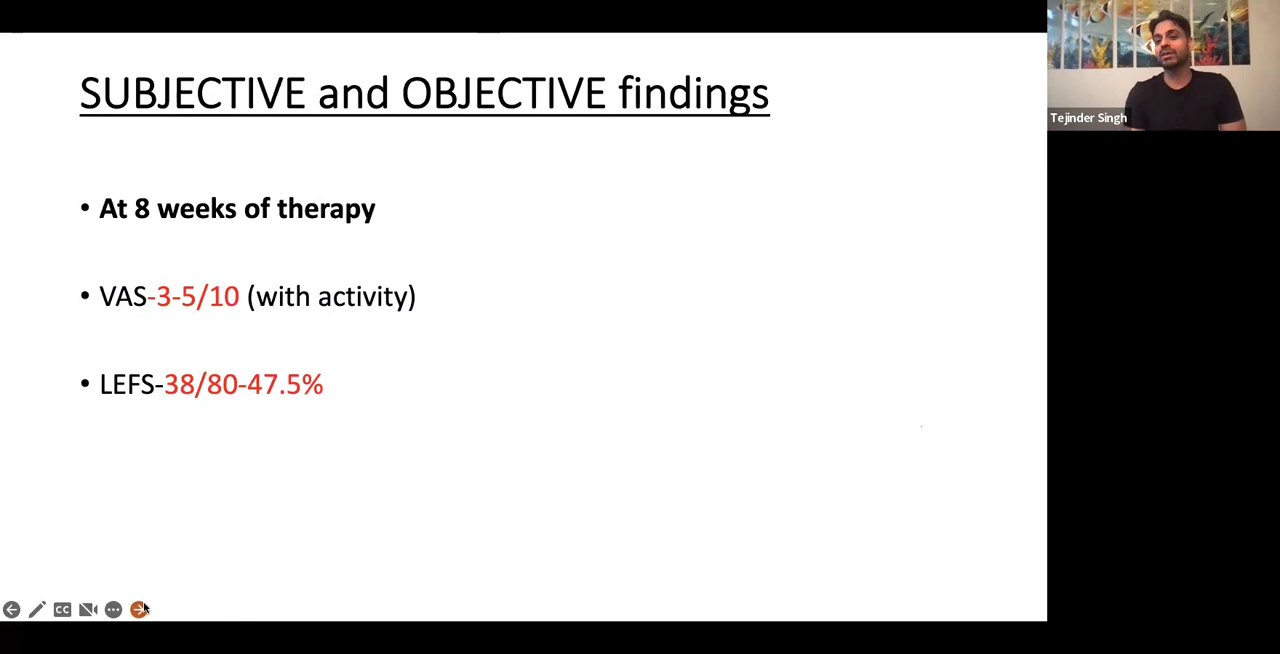 SUBJECTIVE and OBJECTIVE findings
• At 8 weeks of therapy
• VAS-3-5/10 (with activity)
• LEFS-38/80-47.5%
Tejinder Singh
CC